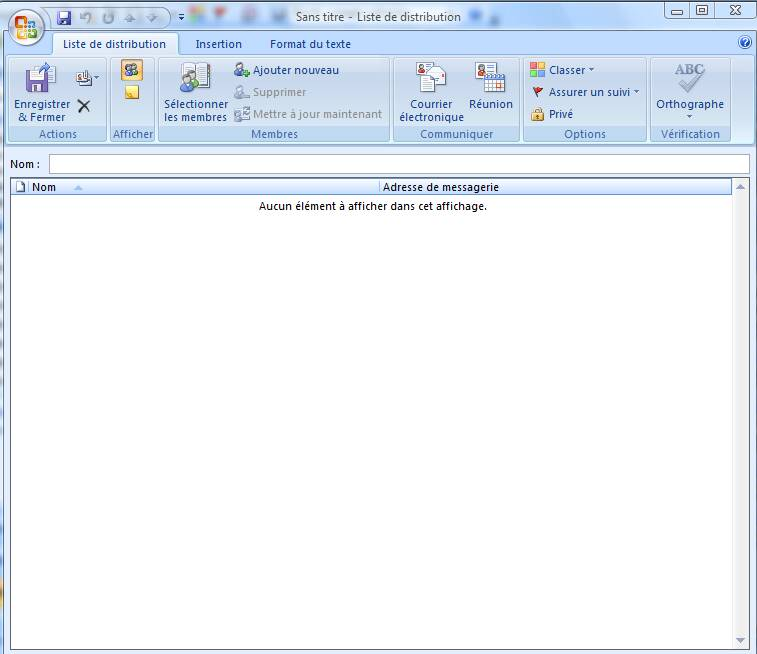 Sans titre - Liste de distribution
Liste de distribution Insertion Format du texte
Enregistrer & Fermer
Actions
Afficher
Sélectionner les membres
Ajouter nouveau
Supprimer
Mettre à jour maintenant
Membres
Courrier électronique
Réunion
Communiquer
Classer
Assurer un suivi
Privé
Options
ABC
Orthographe
Vérification
Nom :
Nom Adresse de messagerie
Aucun élément à afficher dans cet affichage.